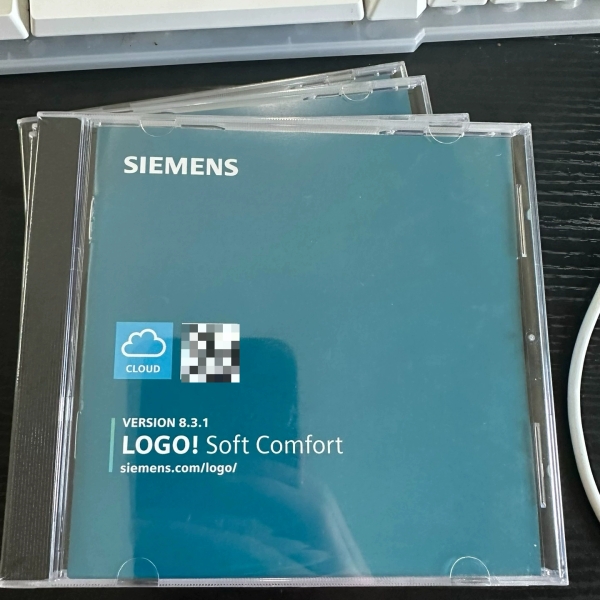 SIEMENS
CLOUD
VERSION 8.3.1
LOGO! Soft Comfort
siemens.com/logo/